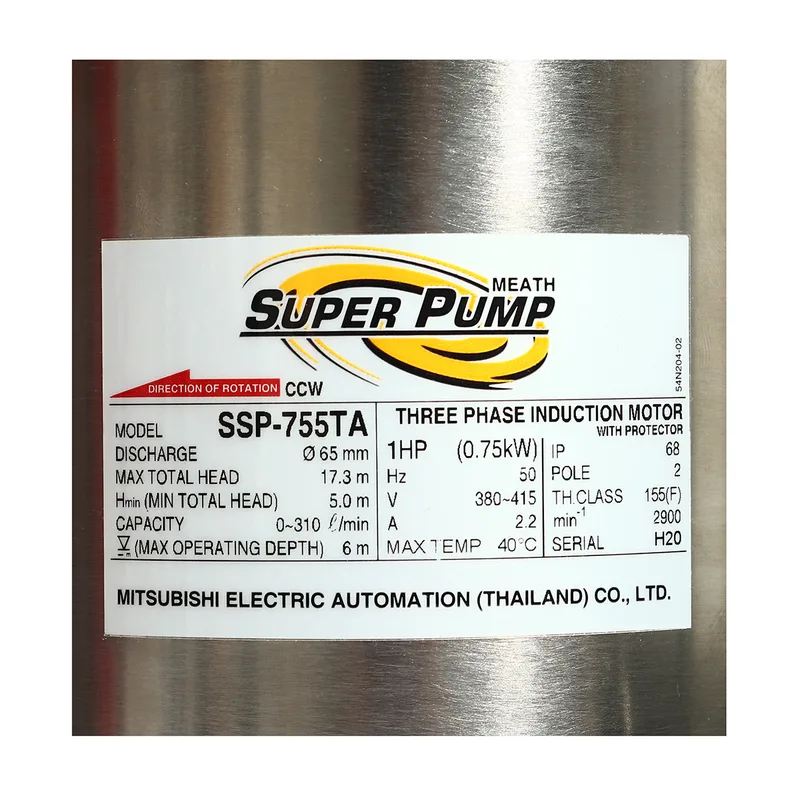 MEATH
SUPER PUMP
54N204-02
DIRECTION OF ROTATION CCW
MODEL SSP-755TA
DISCHARGE Ø 65 mm
MAX TOTAL HEAD 17.3 m
Hmin (MIN TOTAL HEAD) 5.0 m
CAPACITY 0~310 ℓ/min
(MAX OPERATING DEPTH) 6 m
THREE PHASE INDUCTION MOTOR
WITH PROTECTOR
1HP (0.75kW)
Hz 50
V 380~415
A 2.2
MAX TEMP 40°C
IP 68
POLE 2
TH.CLASS 155(F)
min-1 2900
SERIAL H20
MITSUBISHI ELECTRIC AUTOMATION (THAILAND) CO., LTD.